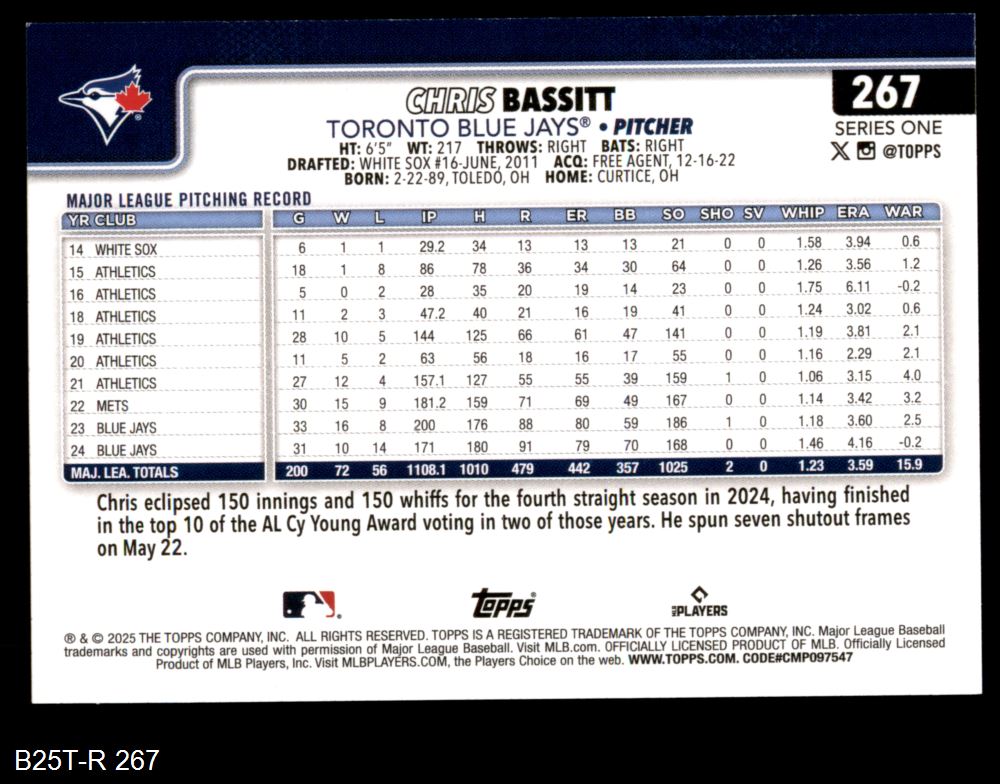 267
CHRIS BASSITT
TORONTO BLUE JAYS® • PITCHER
SERIES ONE
@TOPPS
HT: 6'5" WT: 217 THROWS: RIGHT BATS: RIGHT
DRAFTED: WHITE SOX #16-JUNE, 2011 ACQ: FREE AGENT, 12-16-22
BORN: 2-22-89, TOLEDO, OH HOME: CURTICE, OH
MAJOR LEAGUE PITCHING RECORD
YR CLUB G W L IP H R ER BB SO SHO SV WHIP ERA WAR
14 WHITE SOX 6 1 1 29.2 34 13 13 13 21 0 0 1.58 3.94 0.6
15 ATHLETICS 18 1 8 86 78 36 34 30 64 0 0 1.26 3.56 1.2
16 ATHLETICS 5 0 2 28 35 20 19 14 23 0 0 1.75 6.11 -0.2
18 ATHLETICS 11 2 3 47.2 40 21 16 19 41 0 0 1.24 3.02 0.6
19 ATHLETICS 28 10 5 144 125 66 61 47 141 0 0 1.19 3.81 2.1
20 ATHLETICS 11 5 2 63 56 18 16 17 55 0 0 1.16 2.29 2.1
21 ATHLETICS 27 12 4 157.1 127 55 55 39 159 1 0 1.06 3.15 4.0
22 METS 30 15 9 181.2 159 71 69 49 167 0 0 1.14 3.42 3.2
23 BLUE JAYS 33 16 8 200 176 88 80 59 186 1 0 1.18 3.60 2.5
24 BLUE JAYS 31 10 14 171 180 91 79 70 168 0 0 1.46 4.16 -0.2
MAJ. LEA. TOTALS 200 72 56 1108.1 1010 479 442 357 1025 2 0 1.23 3.59 15.9
Chris eclipsed 150 innings and 150 whiffs for the fourth straight season in 2024, having finished
in the top 10 of the AL Cy Young Award voting in two of those years. He spun seven shutout frames
on May 22.
Topps® MLB PLAYERS
® & © 2025 THE TOPPS COMPANY, INC. ALL RIGHTS RESERVED. TOPPS IS A REGISTERED TRADEMARK OF THE TOPPS COMPANY, INC. Major League Baseball
trademarks and copyrights are used with permission of Major League Baseball. Visit MLB.com. OFFICIALLY LICENSED PRODUCT OF MLB. Officially Licensed
Product of MLB Players, Inc. Visit MLBPLAYERS.COM, the Players Choice on the web. WWW.TOPPS.COM. CODE#CMP097547
B25T-R 267